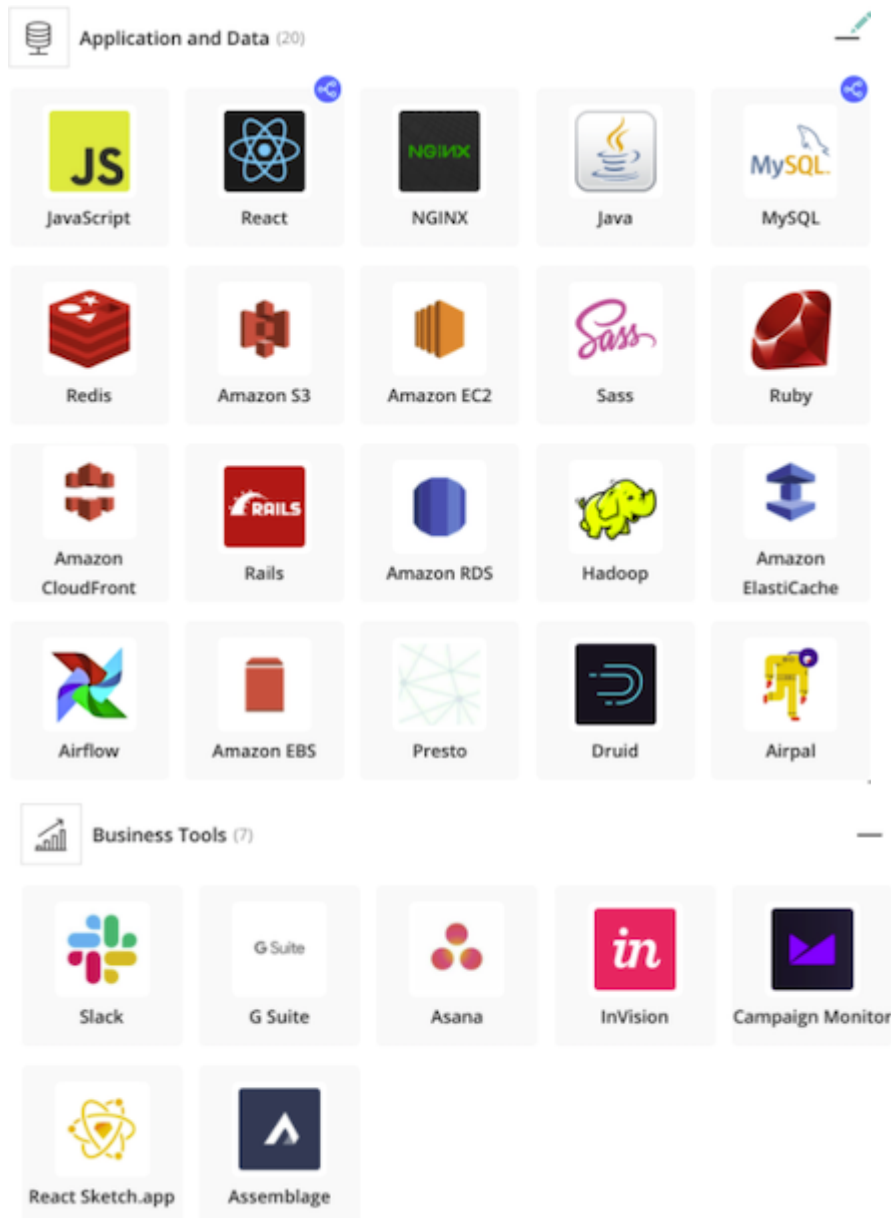 Application and Data (20)
JS
NGINX
MySQL
JavaScript
React
NGINX
Java
MySQL
Sass
Redis
Amazon S3
Amazon EC2
Sass
Ruby
RAILS
Amazon
CloudFront
Rails
Amazon RDS
Hadoop
Amazon
ElastiCache
Airflow
Amazon EBS
Presto
Druid
Airpal
Business Tools (7)
G Suite
in
Slack
G Suite
Asana
InVision
Campaign Monitor
React Sketch.app
Assemblage